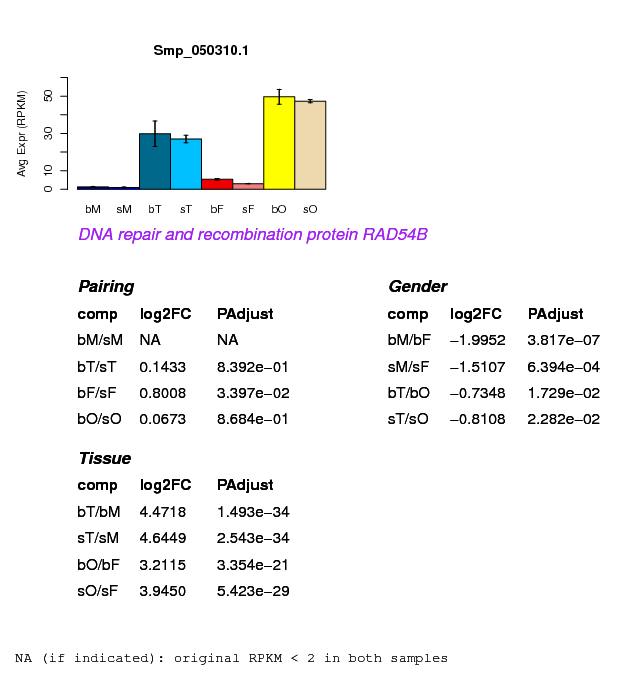 Smp_050310.1
Avg Expr (RPKM)
50
30
10
0
bM sM bT sT bF sF bO sO
DNA repair and recombination protein RAD54B
Pairing
comp log2FC PAdjust
bM/sM NA NA
bT/sT 0.1433 8.392e−01
bF/sF 0.8008 3.397e−02
bO/sO 0.0673 8.684e−01
Gender
comp log2FC PAdjust
bM/bF −1.9952 3.817e−07
sM/sF −1.5107 6.394e−04
bT/bO −0.7348 1.729e−02
sT/sO −0.8108 2.282e−02
Tissue
comp log2FC PAdjust
bT/bM 4.4718 1.493e−34
sT/sM 4.6449 2.543e−34
bO/bF 3.2115 3.354e−21
sO/sF 3.9450 5.423e−29
NA (if indicated): original RPKM < 2 in both samples